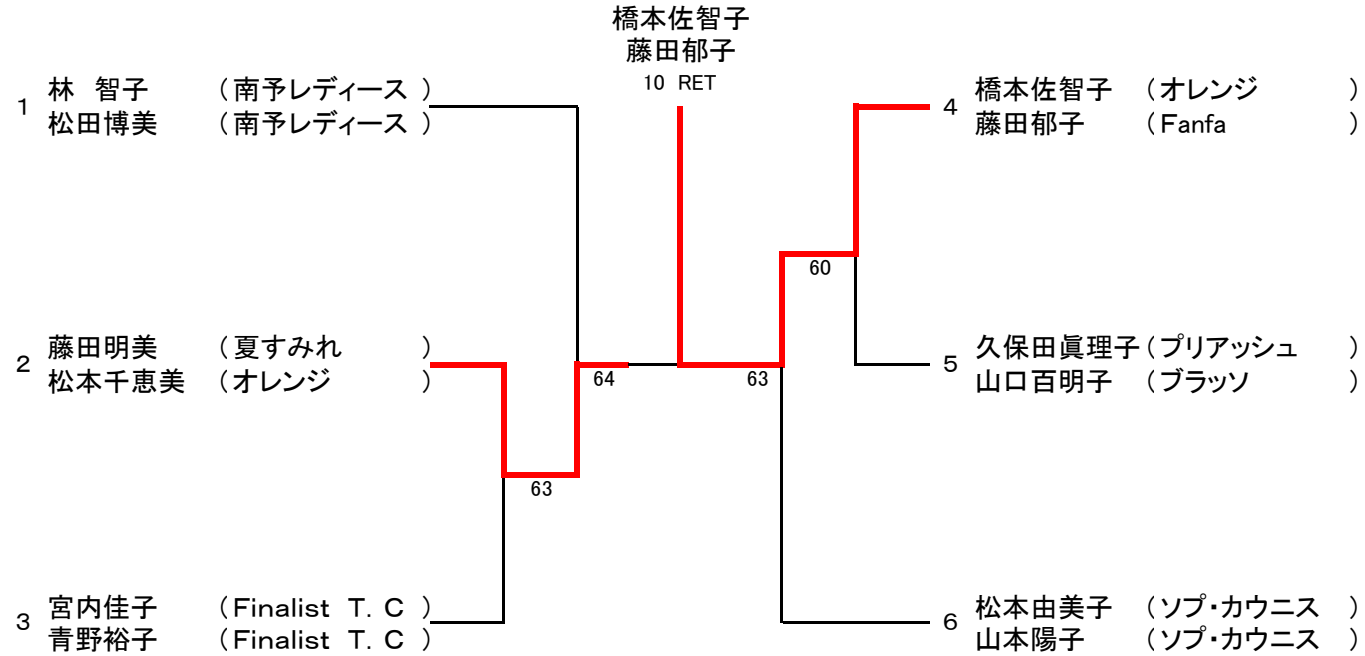 橋本佐智子
藤田郁子
10 RET
1 林 智子 (南予レディース )
松田博美 (南予レディース )
4 橋本佐智子 (オレンジ )
藤田郁子 (Fanfa )
60
2 藤田明美 (夏すみれ )
松本千恵美 (オレンジ )
64
63
5 久保田眞理子(プリアッシュ )
山口百明子 (ブラッソ )
63
3 宮内佳子 (Finalist T. C )
青野裕子 (Finalist T. C )
6 松本由美子 (ソプ・カウニス )
山本陽子 (ソプ・カウニス )